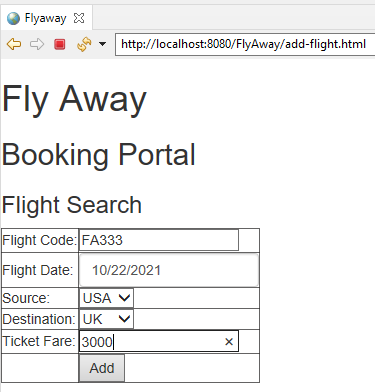 Flyaway
http://localhost:8080/FlyAway/add-flight.html
Fly Away
Booking Portal
Flight Search
Flight Code: FA333
Flight Date: 10/22/2021
Source: USA
Destination: UK
Ticket Fare: 3000
Add